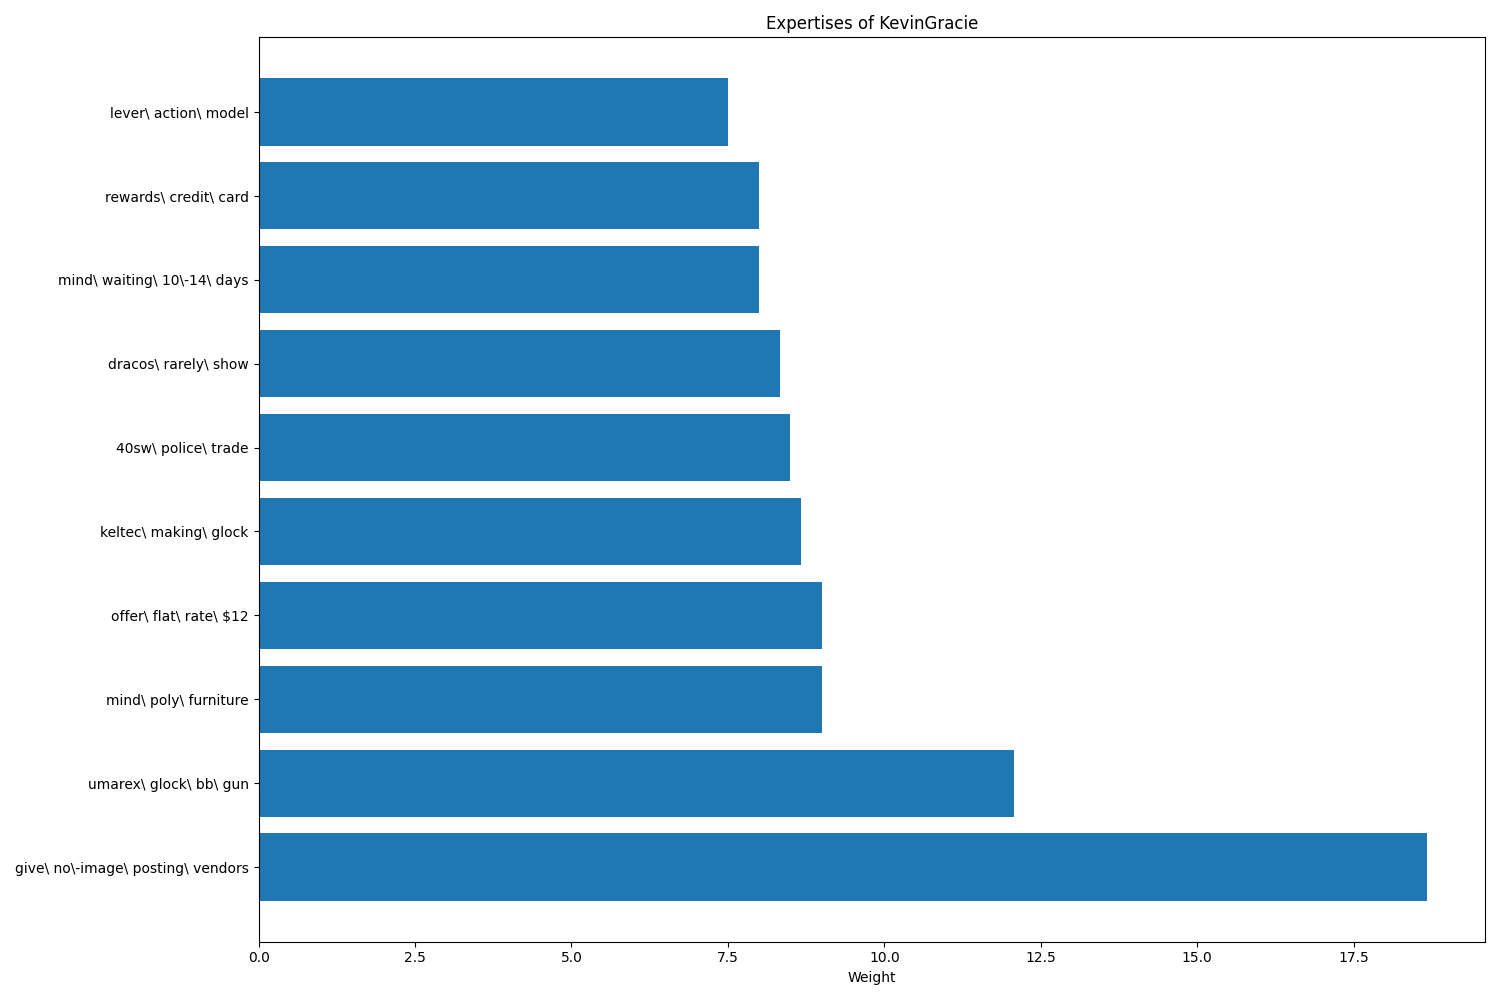 Expertises of KevinGracie
lever\ action\ model
rewards\ credit\ card
mind\ waiting\ 10\-14\ days
dracos\ rarely\ show
40sw\ police\ trade
keltec\ making\ glock
offer\ flat\ rate\ $12
mind\ poly\ furniture
umarex\ glock\ bb\ gun
give\ no\-image\ posting\ vendors
0.0 2.5 5.0 7.5 10.0 12.5 15.0 17.5
Weight